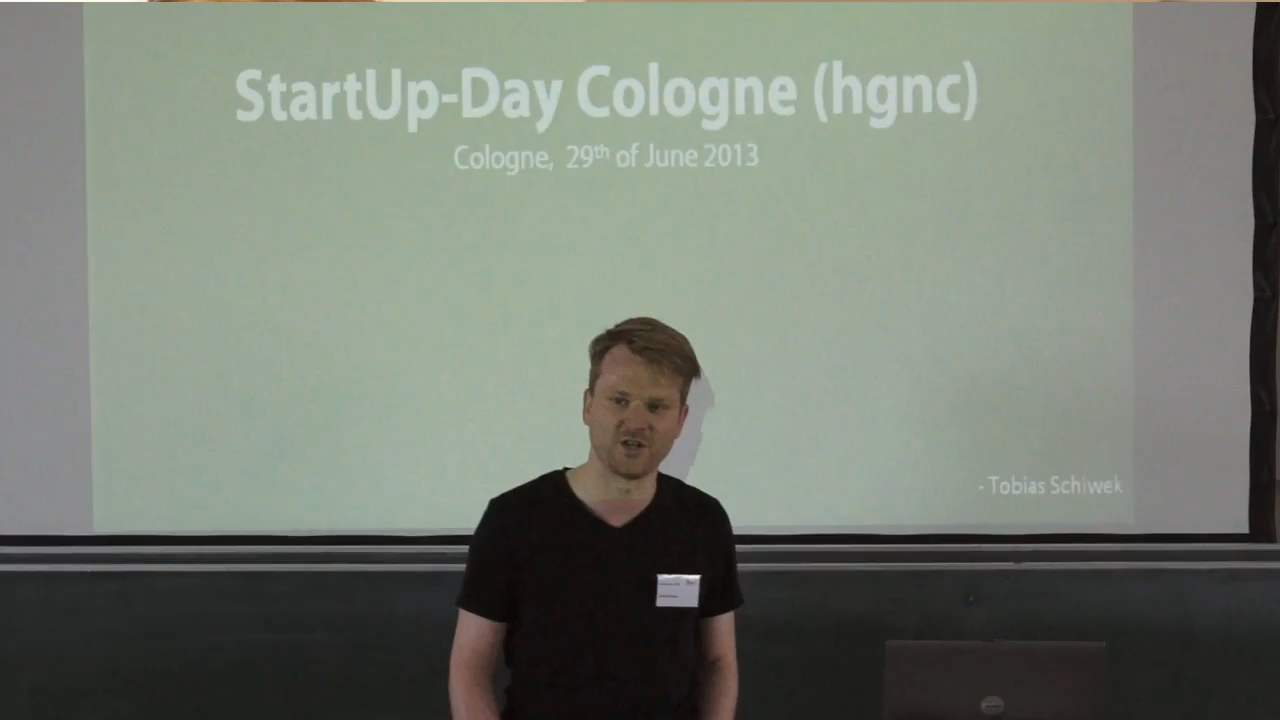 StartUp-Day Cologne (hgnc)
Cologne, 29th of June 2013
- Tobias Schiwek